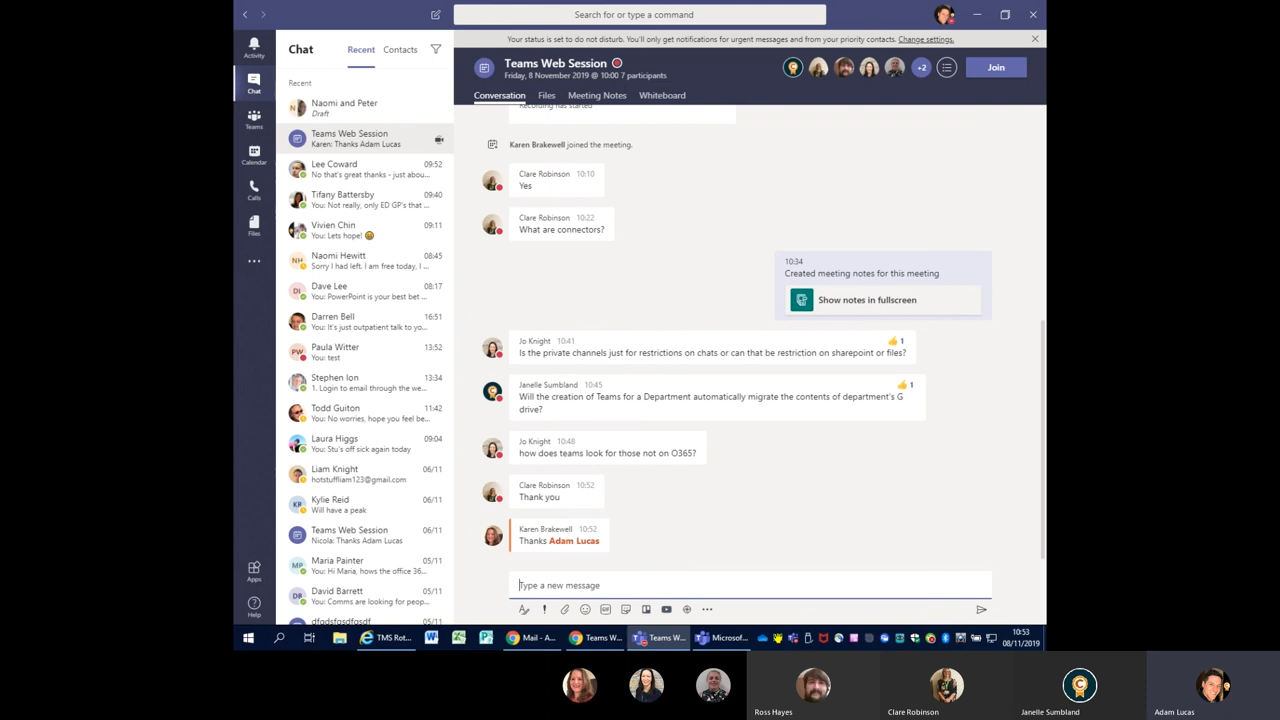 Search for or type a command
Your status is set to do not disturb. You'll only get notifications for urgent messages and from your priority contacts. Change settings.
Activity
Chat
Teams
Calendar
Calls
Files
Apps
Help
Chat
Recent
Contacts
Recent
Naomi and Peter
Draft
Teams Web Session
Karen: Thanks Adam Lucas
Lee Coward 09:52
No that's great thanks - just abou...
Tifany Battersby 09:40
You: Not really, only ED GP's that ...
Vivien Chin 09:11
You: Lets hope!
NH
Naomi Hewitt 08:45
Sorry I had left. I am free today, I ...
DL
Dave Lee 08:17
You: PowerPoint is your best bet ...
Darren Bell 16:51
You: It's just outpatient talk to yo...
PW
Paula Witter 13:52
You: test
Stephen Ion 13:34
1. Login to email through the we...
Todd Guiton 11:42
You: No worries, hope you feel be...
Laura Higgs 09:04
You: Stu's off sick again today
Liam Knight 06/11
hotstuffliam123@gmail.com
KR
Kylie Reid 06/11
Will have a peak
Teams Web Session 06/11
Nicola: Thanks Adam Lucas
MP
Maria Painter 05/11
You: Hi Maria, hows the office 36...
DB
David Barrett 05/11
You: Comms are looking for peop...
dfgdsfgsdfgsdf 05/11
Teams Web Session
Friday, 8 November 2019 @ 10:00 7 participants
+2
Join
Conversation
Files
Meeting Notes
Whiteboard
Recording has started
Karen Brakewell joined the meeting.
Clare Robinson 10:10
Yes
Clare Robinson 10:22
What are connectors?
10:34
Created meeting notes for this meeting
Show notes in fullscreen
Jo Knight 10:41
1
Is the private channels just for restrictions on chats or can that be restriction on sharepoint or files?
Janelle Sumbland 10:45
1
Will the creation of Teams for a Department automatically migrate the contents of department's G
drive?
Jo Knight 10:48
how does teams look for those not on O365?
Clare Robinson 10:52
Thank you
Karen Brakewell 10:52
Thanks Adam Lucas
Type a new message
TMS Rot...
Mail - A...
Teams W...
Teams W...
Microsof...
10:53
08/11/2019
Ross Hayes
Clare Robinson
Janelle Sumbland
Adam Lucas